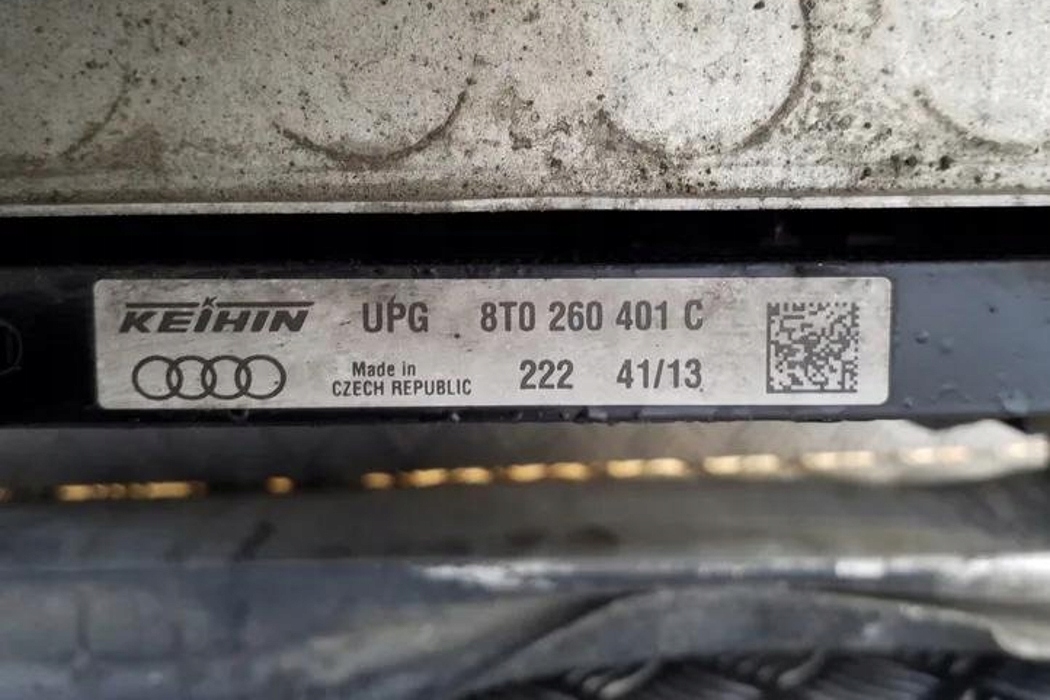 KEIHIN UPG 8T0 260 401 C
Made in
CZECH REPUBLIC 222 41/13